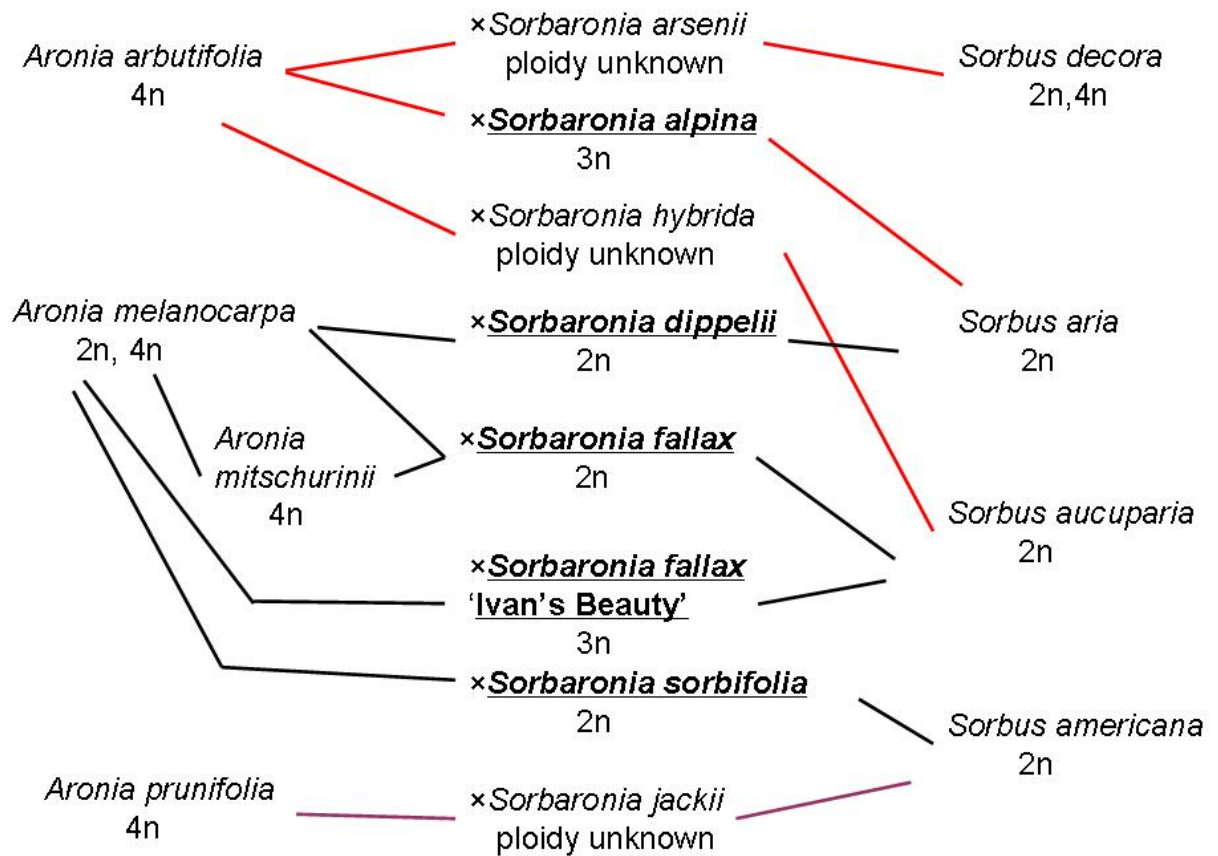 Aronia arbutifolia
4n
Aronia melanocarpa
2n, 4n
Aronia
mitschurinii
4n
Aronia prunifolia
4n
×Sorbaronia arsenii
ploidy unknown
×Sorbaronia alpina
3n
×Sorbaronia hybrida
ploidy unknown
×Sorbaronia dippelii
2n
×Sorbaronia fallax
2n
×Sorbaronia fallax
‘Ivan’s Beauty’
3n
×Sorbaronia sorbifolia
2n
×Sorbaronia jackii
ploidy unknown
Sorbus decora
2n,4n
Sorbus aria
2n
Sorbus aucuparia
2n
Sorbus americana
2n